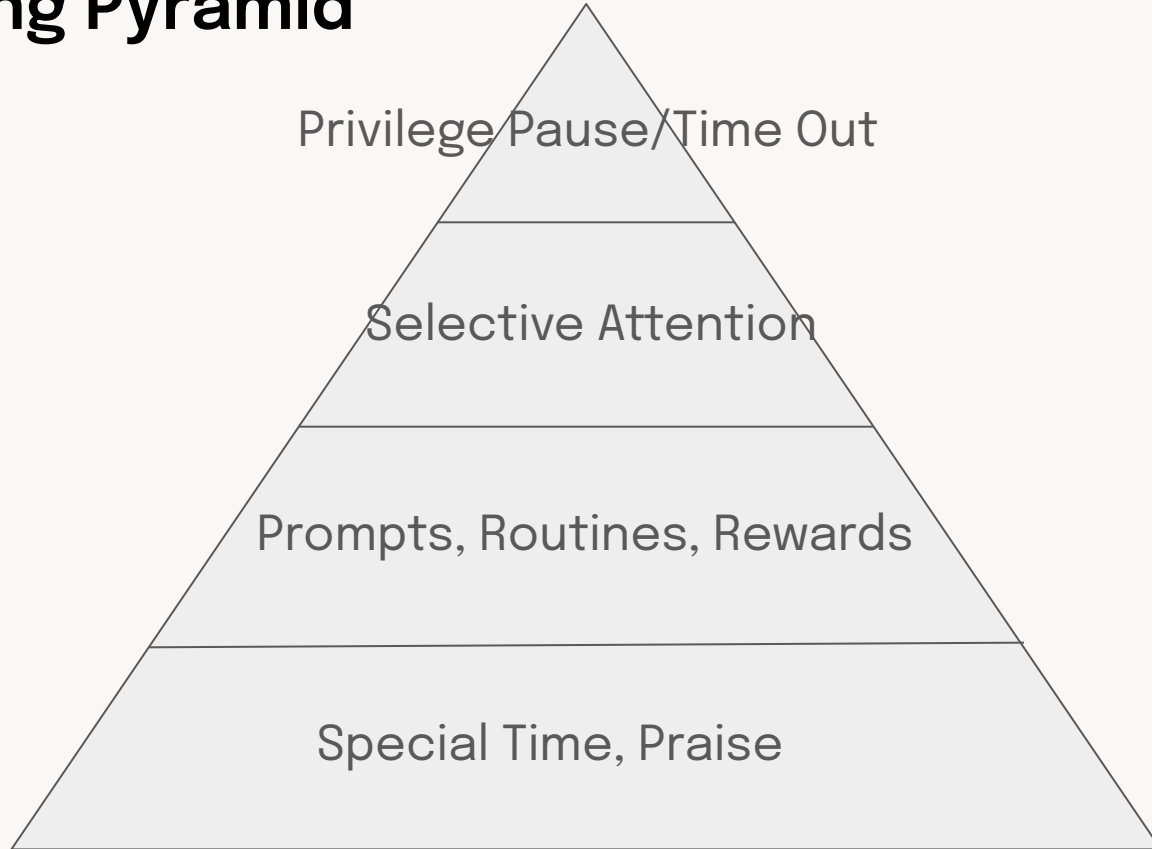 ng Pyramid
Privilege Pause/Time Out
Selective Attention
Prompts, Routines, Rewards
Special Time, Praise